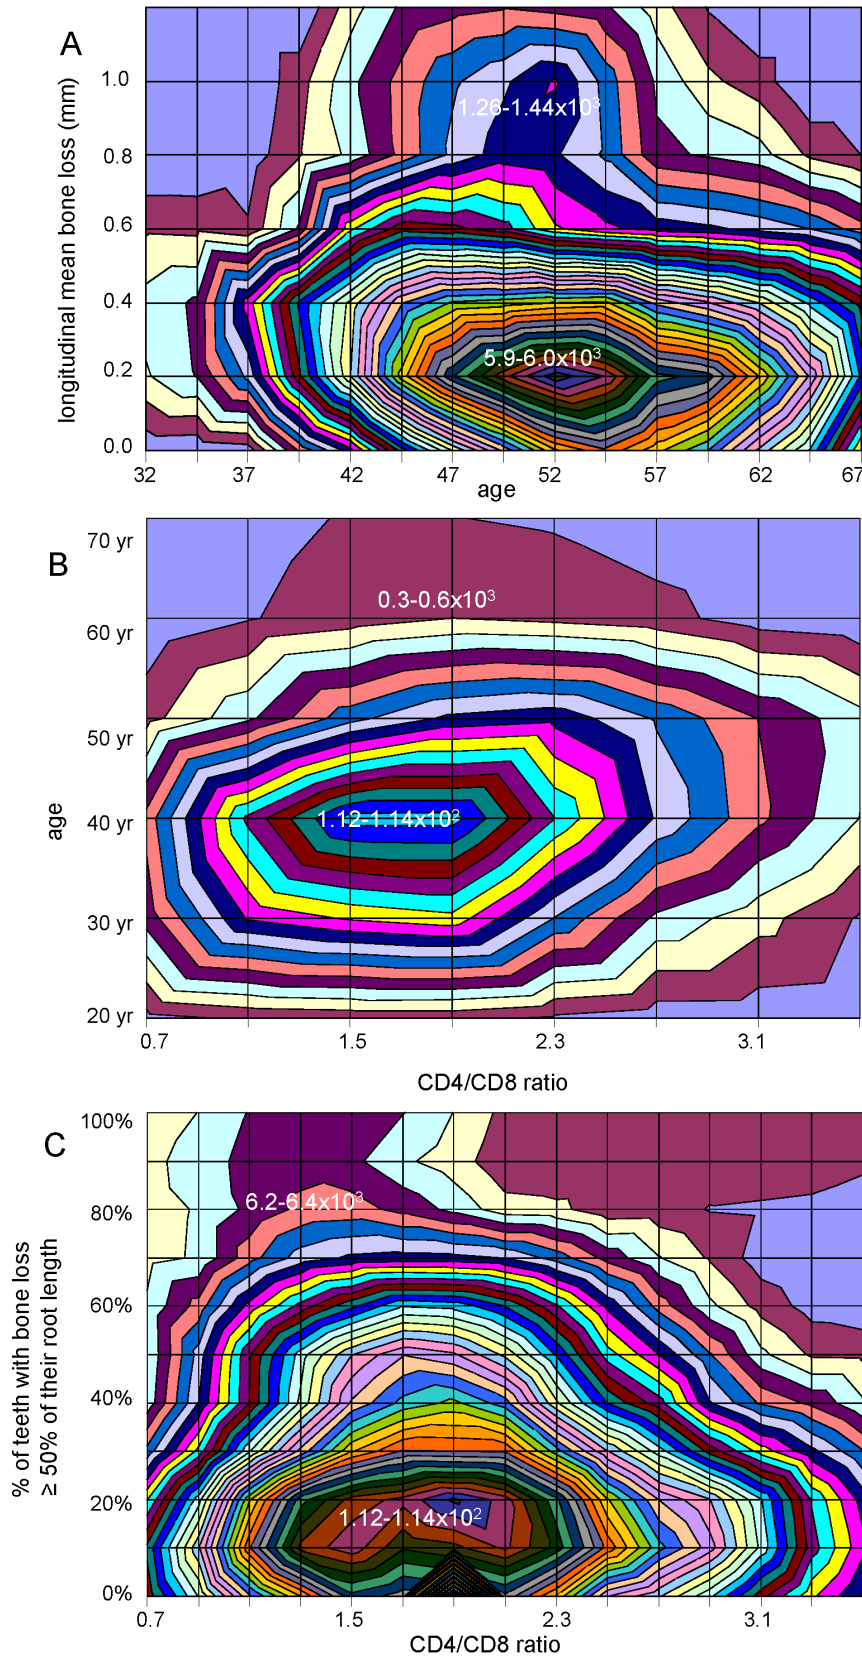 A
longitudinal mean bone loss (mm)
1.0
0.8
0.6
0.4
0.2
0.0
1.26-1.44x10³
5.9-6.0x10³
32 37 42 47 52 57 62 67
age
B
age
70 yr
60 yr
50 yr
40 yr
30 yr
20 yr
0.3-0.6x10³
1.12-1.14x10²
0.7 1.5 2.3 3.1
CD4/CD8 ratio
C
% of teeth with bone loss
≥ 50% of their root length
100%
80%
60%
40%
20%
0%
6.2-6.4x10³
1.12-1.14x10²
0.7 1.5 2.3 3.1
CD4/CD8 ratio